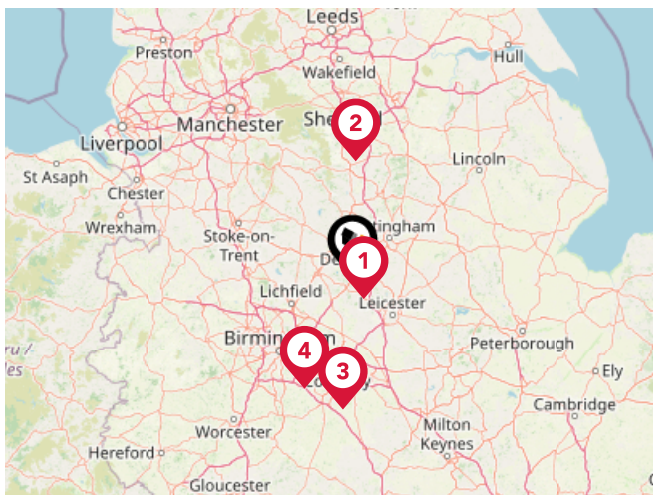 Leeds
Preston
Hull
Wakefield
2
Manchester
Liverpool
Lincoln
St Asaph
Chester
Wrexham
Stoke-on-
Trent
1
Lichfield
Leicester
Birmin
4
3
Peterborough
Ely
Cambridge
Worcester
Milton
Keynes
Hereford
Gloucester